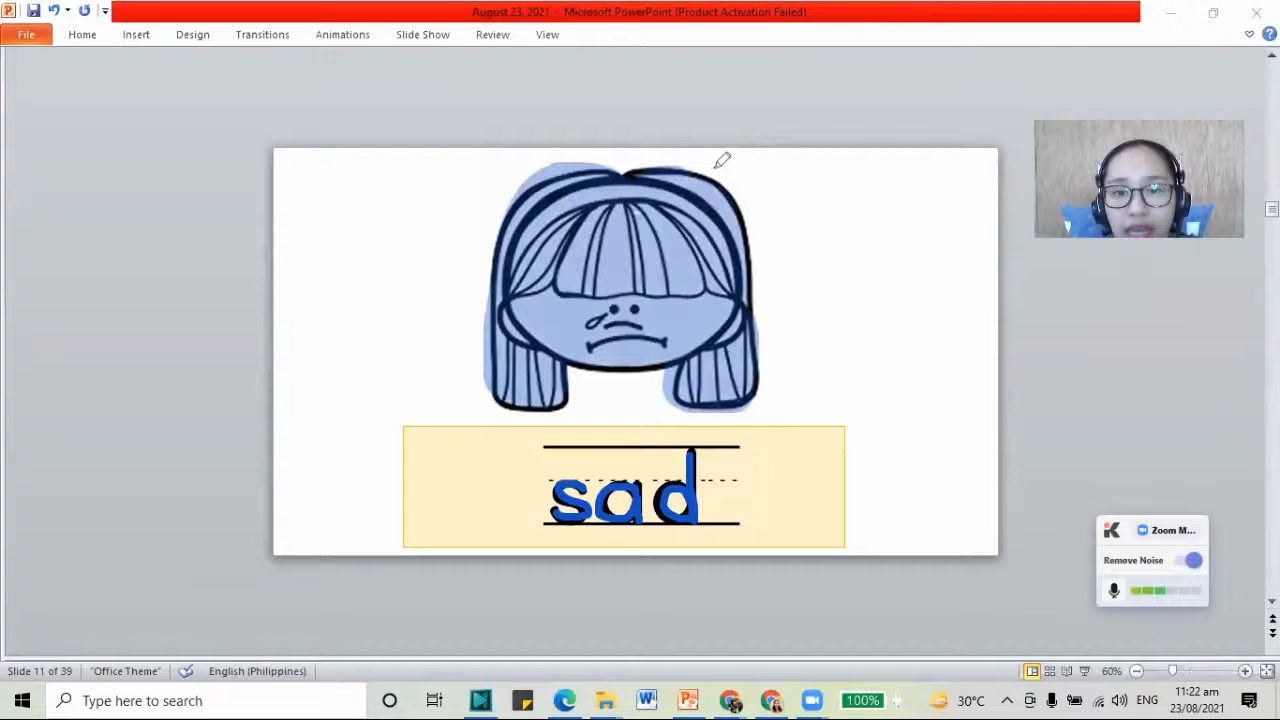 August 23, 2021 - Microsoft PowerPoint (Product Activation Failed)
File Home Insert Design Transitions Animations Slide Show Review View
sad
Zoom M...
Remove Noise
Slide 11 of 39 "Office Theme" English (Philippines) 60%
Type here to search 100% 30°C ENG 11:22 am 23/08/2021